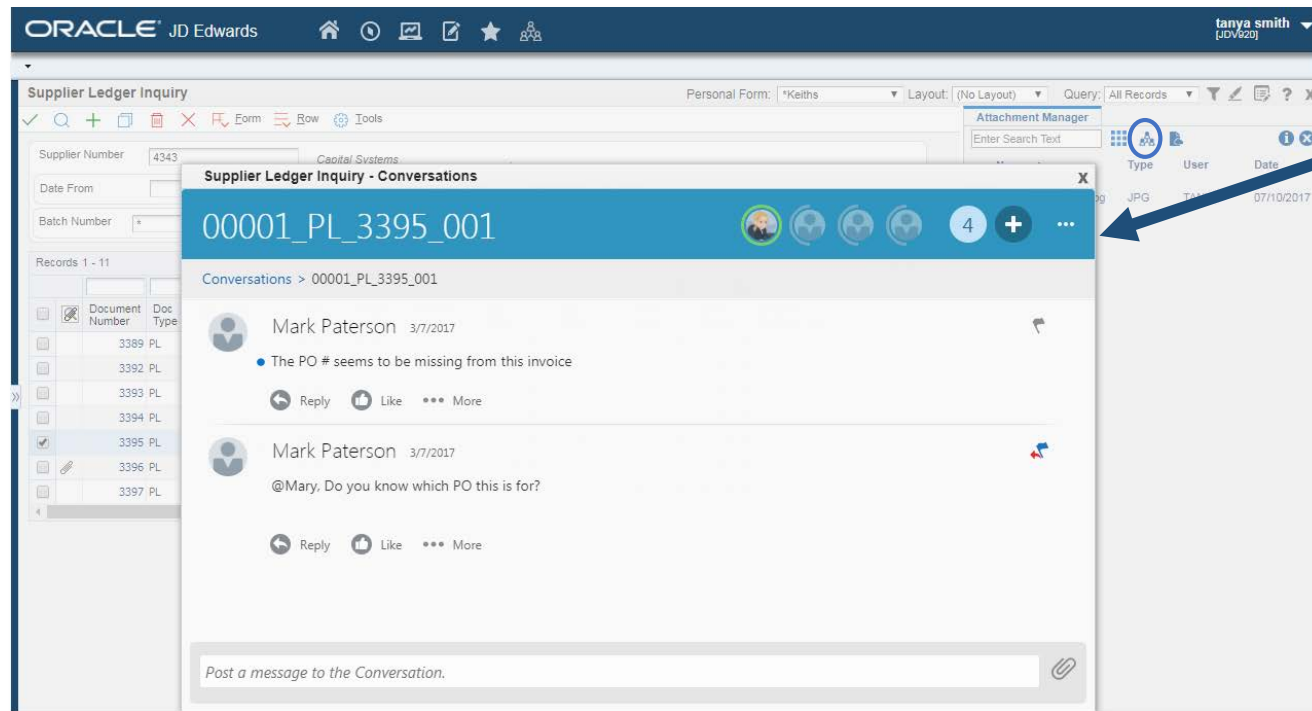 ORACLE JD Edwards
tanya smith
[JDV920]
Supplier Ledger Inquiry
Personal Form: *Keiths Layout: (No Layout) Query: All Records
Form Row Tools
Attachment Manager
Enter Search Text
Supplier Number 4343 Capital Systems
Type User Date
Date From
JPG 07/10/2017
Batch Number *
Supplier Ledger Inquiry - Conversations X
00001_PL_3395_001
4
Conversations > 00001_PL_3395_001
Records 1 - 11
Document Number Doc Type
3389 PL
3392 PL
3393 PL
3394 PL
3395 PL
3396 PL
3397 PL
Mark Paterson 3/7/2017
The PO # seems to be missing from this invoice
Reply Like More
Mark Paterson 3/7/2017
@Mary, Do you know which PO this is for?
Reply Like More
Post a message to the Conversation.